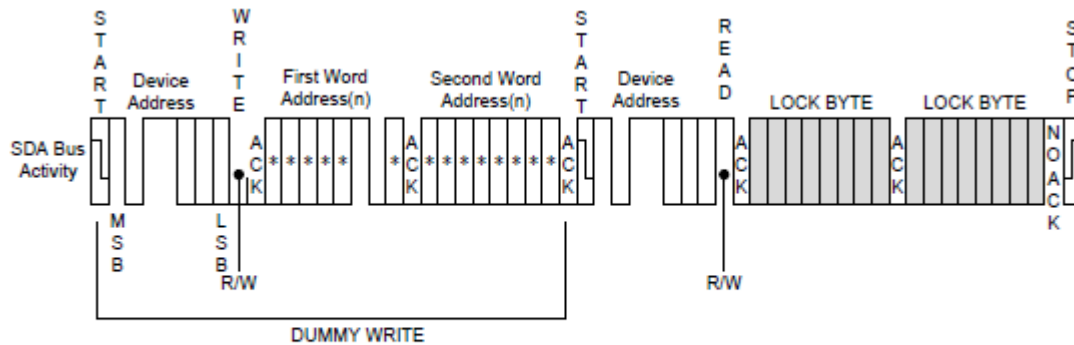 START
WRITE
START
READ
STOP
Device
Address
First Word
Address(n)
Second Word
Address(n)
Device
Address
LOCK BYTE
LOCK BYTE
SDA Bus
Activity
ACK
* * * * *
*
ACK
* * * * * * * *
ACK
ACK
ACK
NO ACK
MSB
LSB
R/W
R/W
DUMMY WRITE